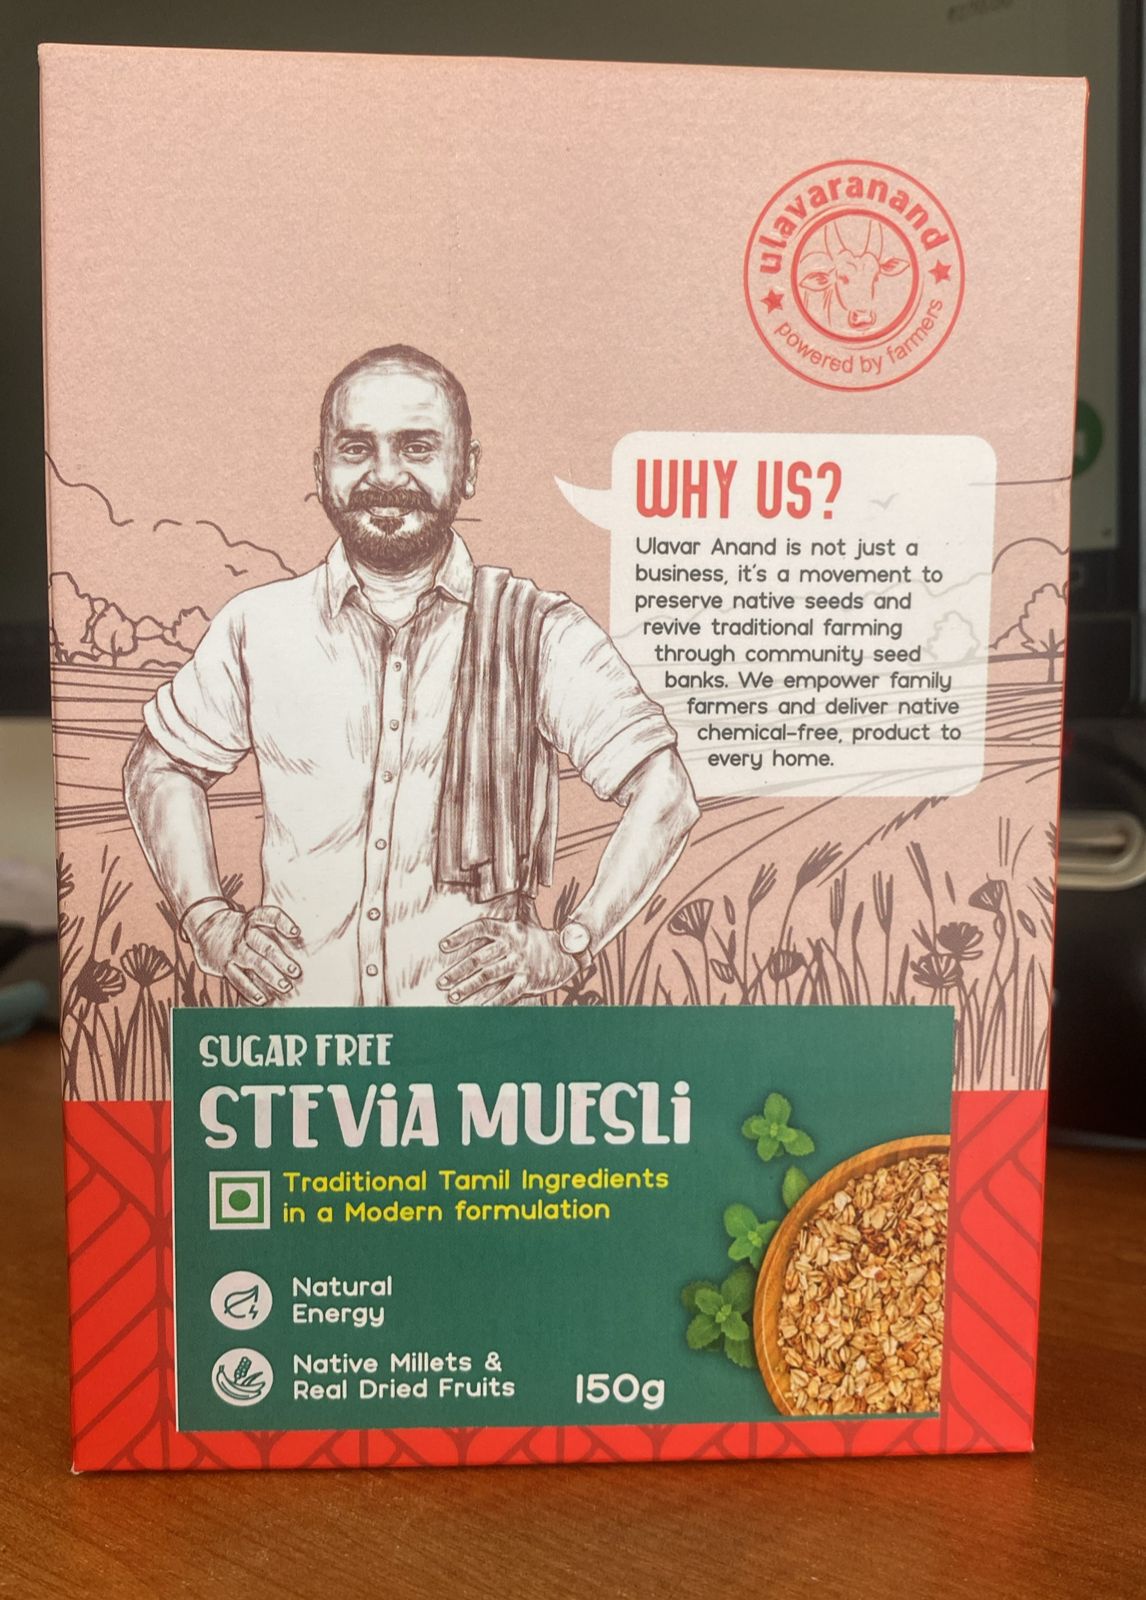 ulavaranand
powered by farmers
WHY US?
Ulavar Anand is not just a
business, it's a movement to
preserve native seeds and
revive traditional farming
through community seed
banks. We empower family
farmers and deliver native
chemical-free, product to
every home.
SUGAR FREE
STEViA MUESLi
Traditional Tamil Ingredients
in a Modern formulation
Natural
Energy
Native Millets &
Real Dried Fruits
150g